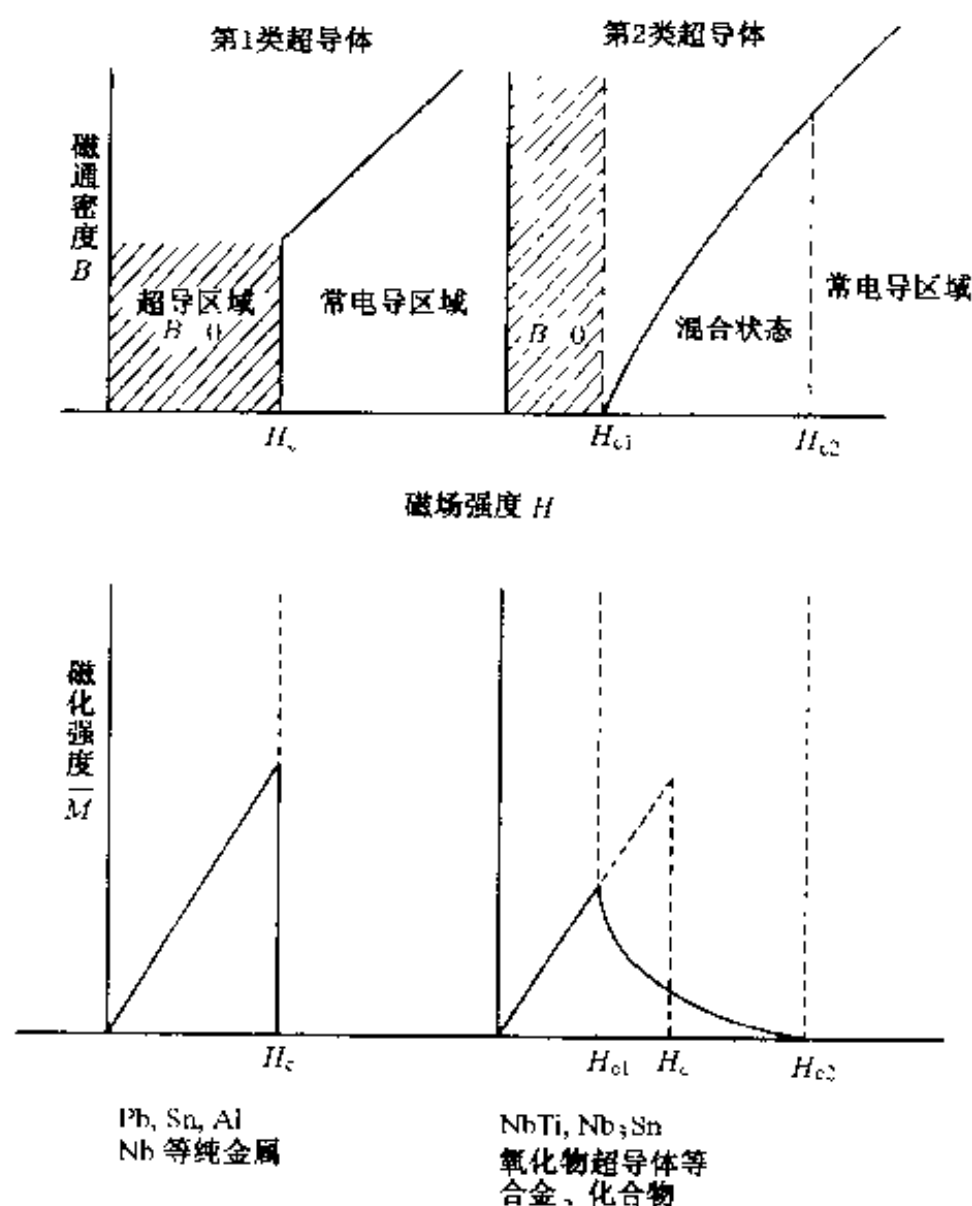 第1类超导体
第2类超导体
磁通密度 B
超导区域
B 0
常电导区域
B 0
混合状态
常电导区域
H_c
H_c1
H_c2
磁场强度 H
磁化强度 — M
H_c
H_c1
H_c
H_c2
Pb, Sn, Al
Nb 等纯金属
NbTi, Nb3Sn
氧化物超导体等
合金、化合物